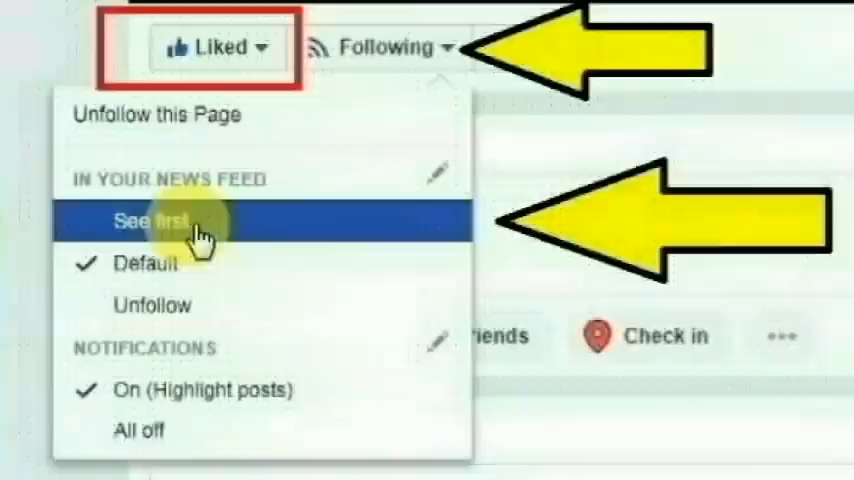 Liked Following
Unfollow this Page
IN YOUR NEWS FEED
See first
Default
Unfollow
NOTIFICATIONS
riends Check in
On (Highlight posts)
All off